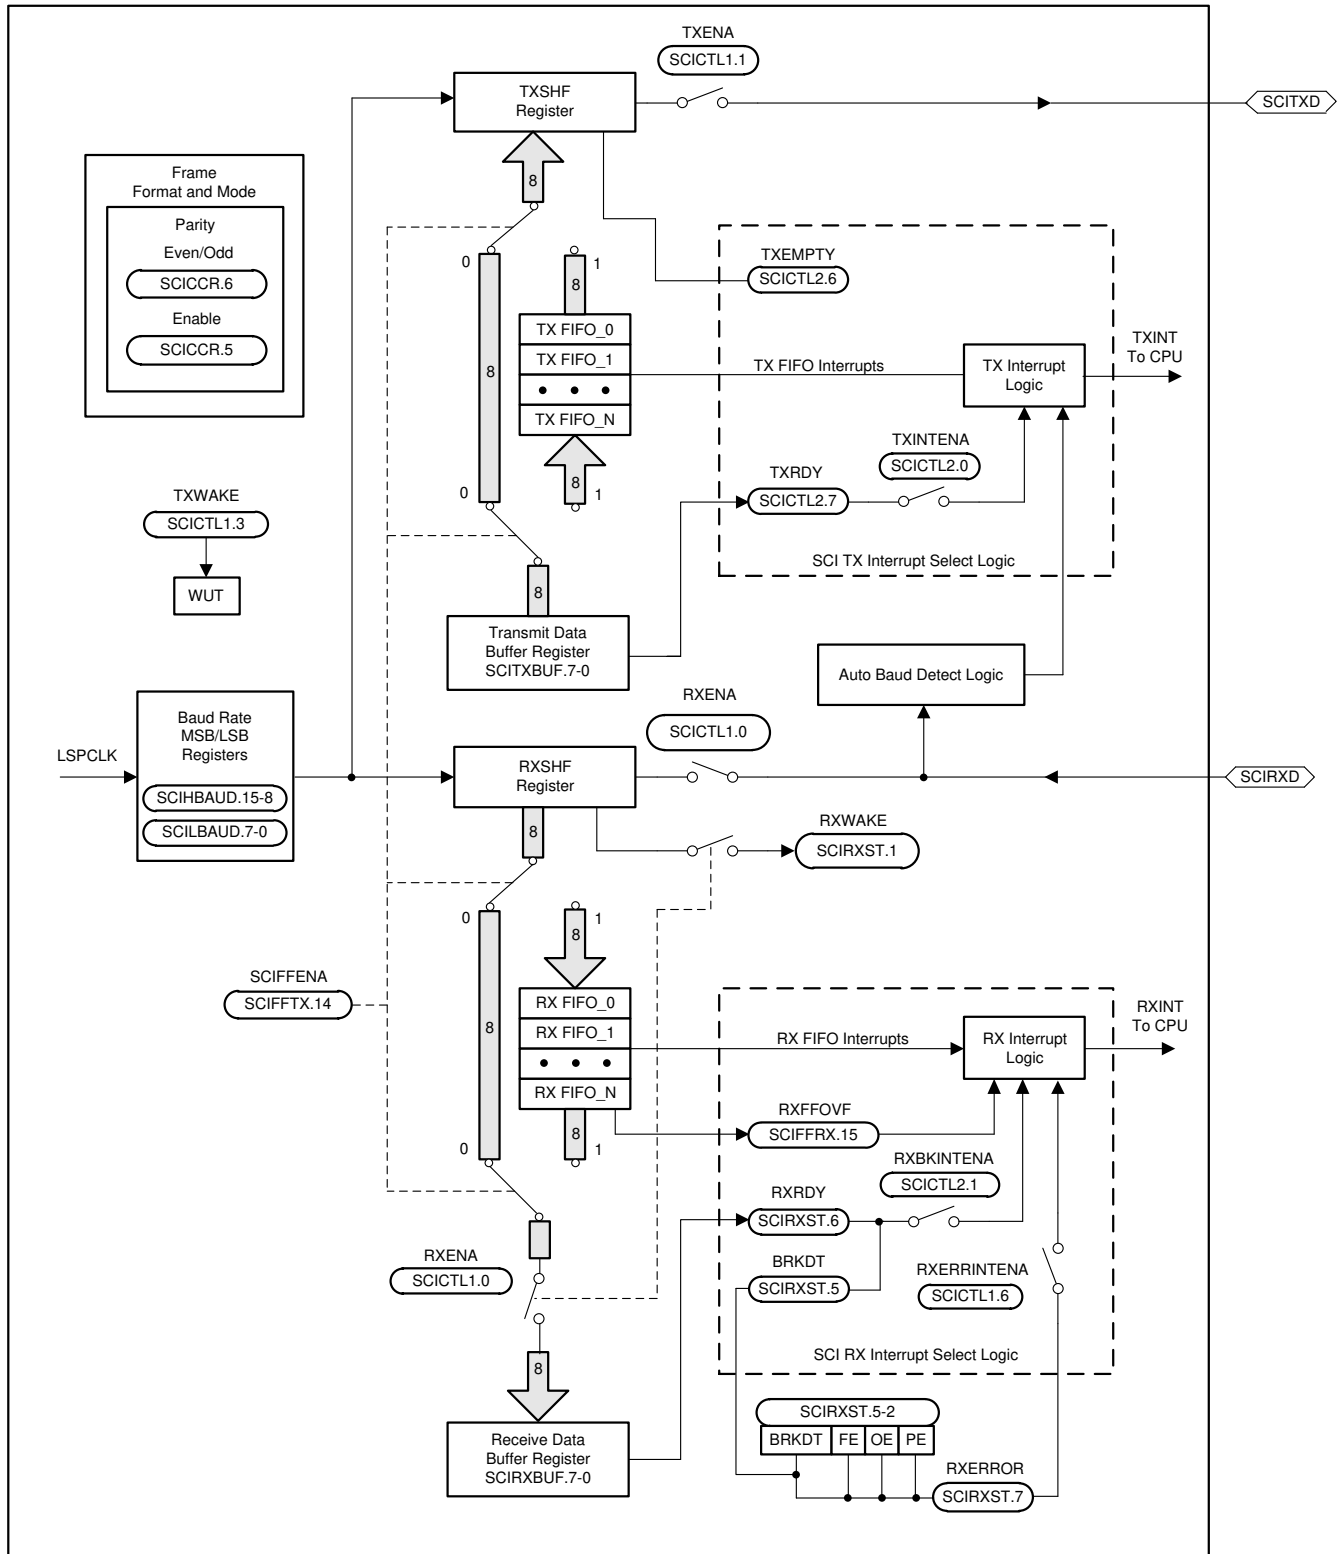 TXENA
SCICTL1.1
TXSHF
Register
SCITXD
Frame
Format and Mode
Parity
Even/Odd
SCICCR.6
Enable
SCICCR.5
8
0
1
8
TXEMPTY
SCICTL2.6
TX FIFO_0
TX FIFO_1
TX FIFO_N
8
TX FIFO Interrupts
TX Interrupt
Logic
TXINT
To CPU
TXINTENA
SCICTL2.0
TXRDY
SCICTL2.7
0
8
1
SCI TX Interrupt Select Logic
TXWAKE
SCICTL1.3
WUT
8
Transmit Data
Buffer Register
SCITXBUF.7-0
Auto Baud Detect Logic
RXENA
SCICTL1.0
LSPCLK
Baud Rate
MSB/LSB
Registers
SCIHBAUD.15-8
SCILBAUD.7-0
RXSHF
Register
SCIRXD
8
RXWAKE
SCIRXST.1
0
1
8
SCIFFENA
SCIFFTX.14
8
RX FIFO_0
RX FIFO_1
RX FIFO_N
RX FIFO Interrupts
RX Interrupt
Logic
RXINT
To CPU
RXFFOVF
SCIFFRX.15
0
8
1
RXBKINTENA
SCICTL2.1
RXRDY
SCIRXST.6
BRKDT
SCIRXST.5
RXERRINTENA
SCICTL1.6
RXENA
SCICTL1.0
SCI RX Interrupt Select Logic
8
SCIRXST.5-2
BRKDT FE OE PE
Receive Data
Buffer Register
SCIRXBUF.7-0
RXERROR
SCIRXST.7